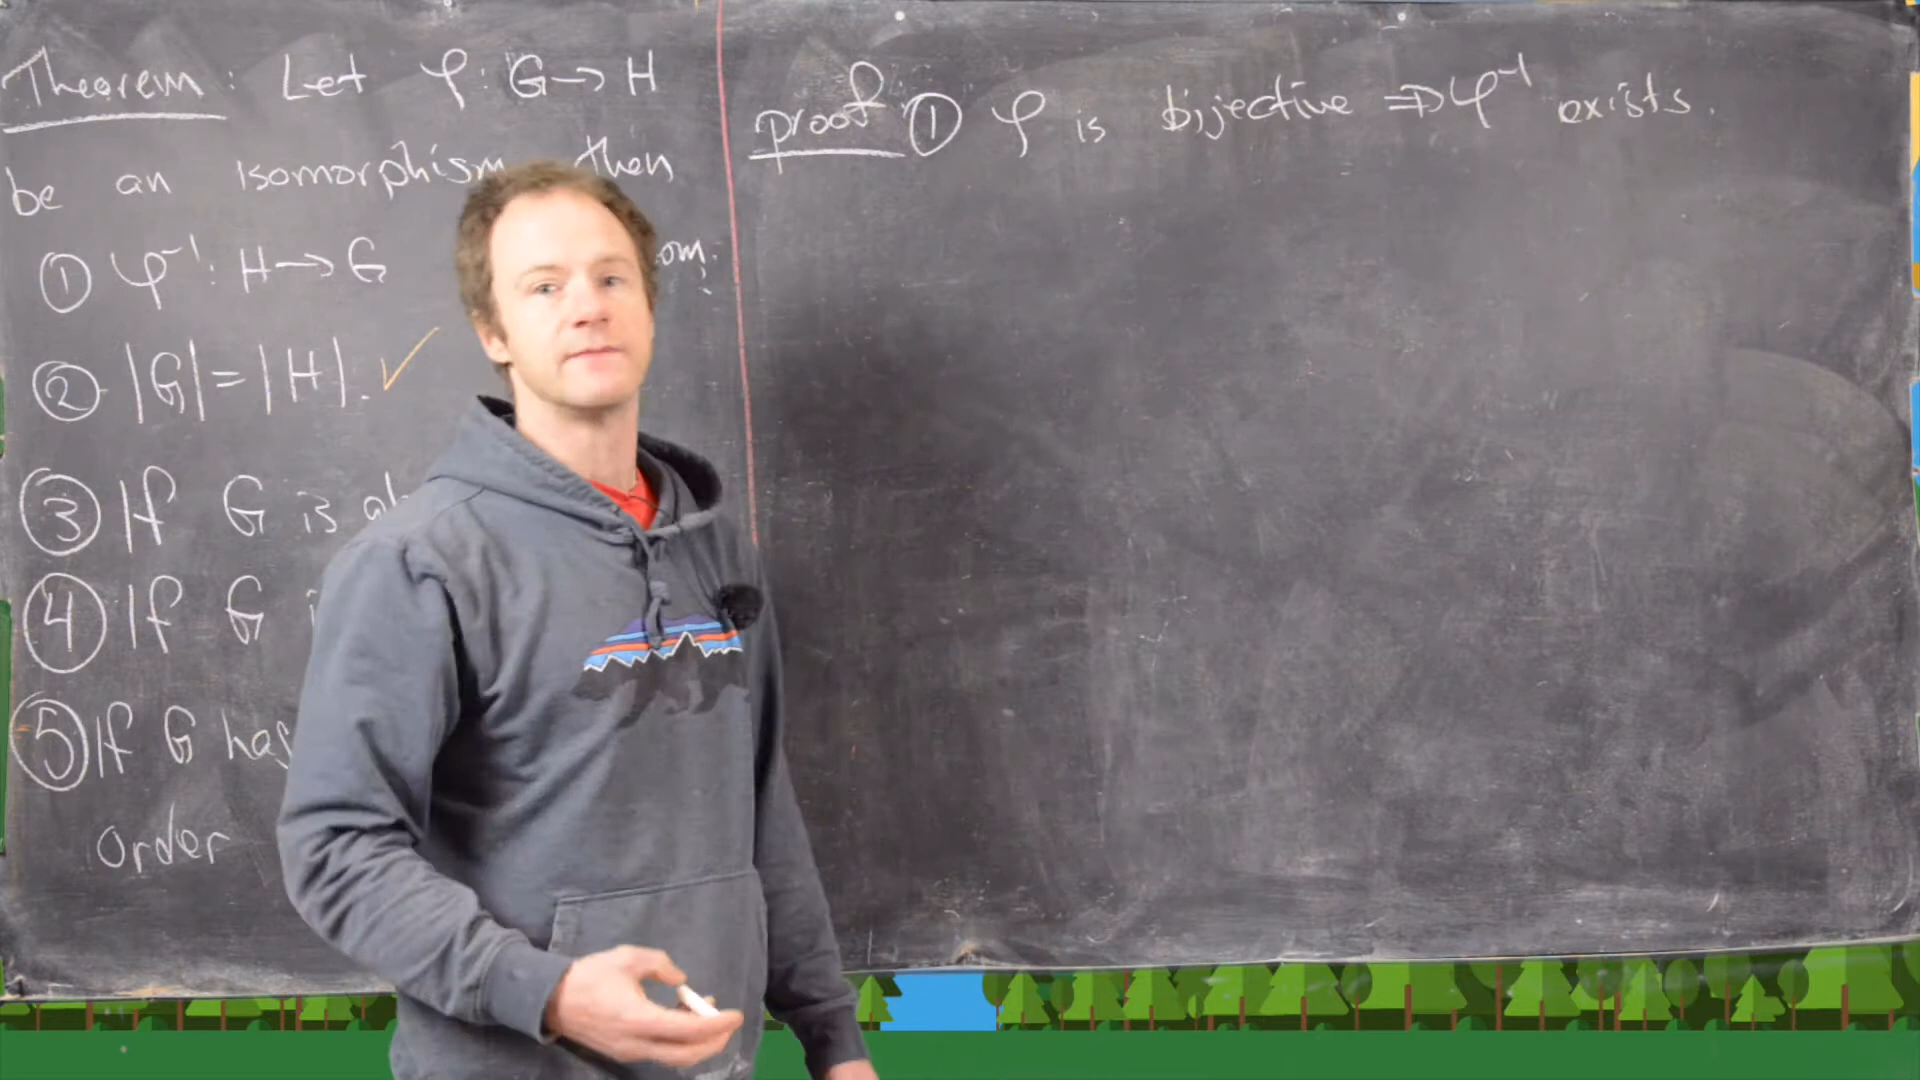 Theorem: Let φ: G → H
be an isomorphism then
① φ⁻¹: H → G
② |G| = |H|. ✓
③ If G is
④ If G
⑤ If G has
order
proof: ① φ is bijective ⇒ φ⁻¹ exists.